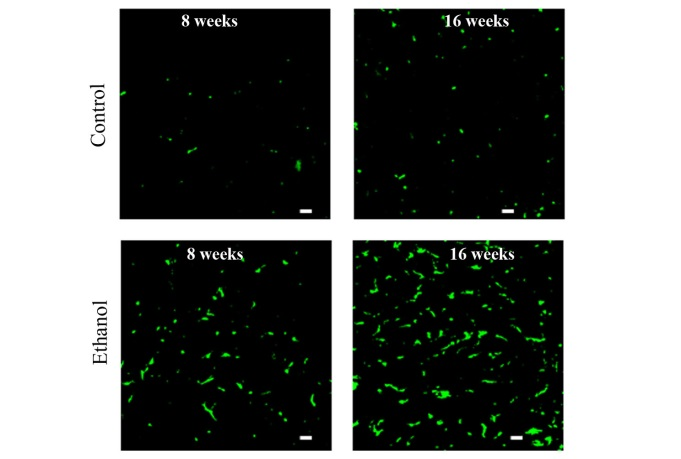 8 weeks
16 weeks
Control
8 weeks
16 weeks
Ethanol